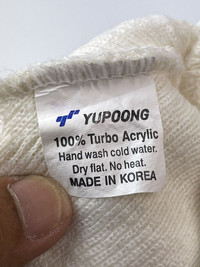 YUPOONG
100% Turbo Acrylic
Hand wash cold water.
Dry flat. No heat.
MADE IN KOREA